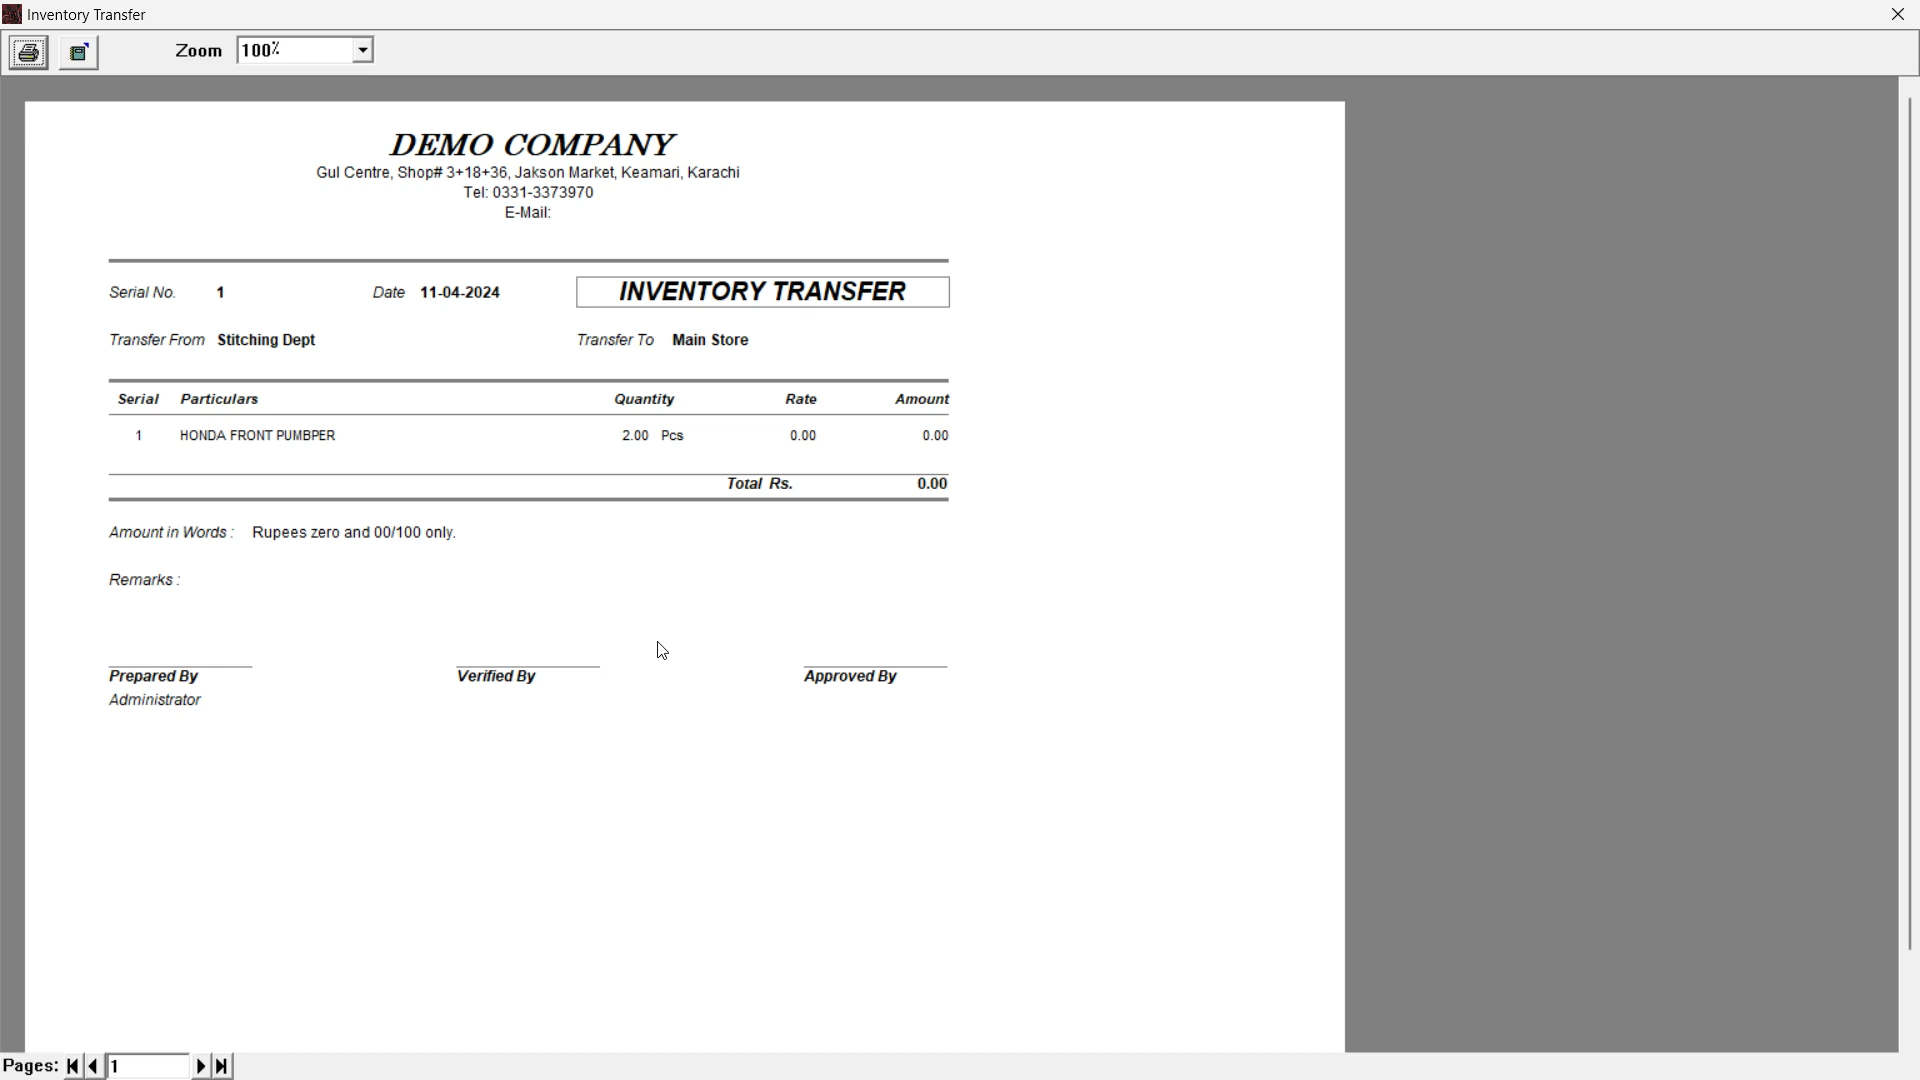 Inventory Transfer
Zoom 100%
DEMO COMPANY
Gul Centre, Shop# 3+18+36, Jakson Market, Keamari, Karachi
Tel: 0331-3373970
E-Mail:
Serial No. 1 Date 11-04-2024 INVENTORY TRANSFER
Transfer From Stitching Dept Transfer To Main Store
Serial Particulars Quantity Rate Amount
1 HONDA FRONT PUMBPER 2.00 Pcs 0.00 0.00
Total Rs. 0.00
Amount in Words : Rupees zero and 00/100 only.
Remarks :
Prepared By Verified By Approved By
Administrator
Pages: 1